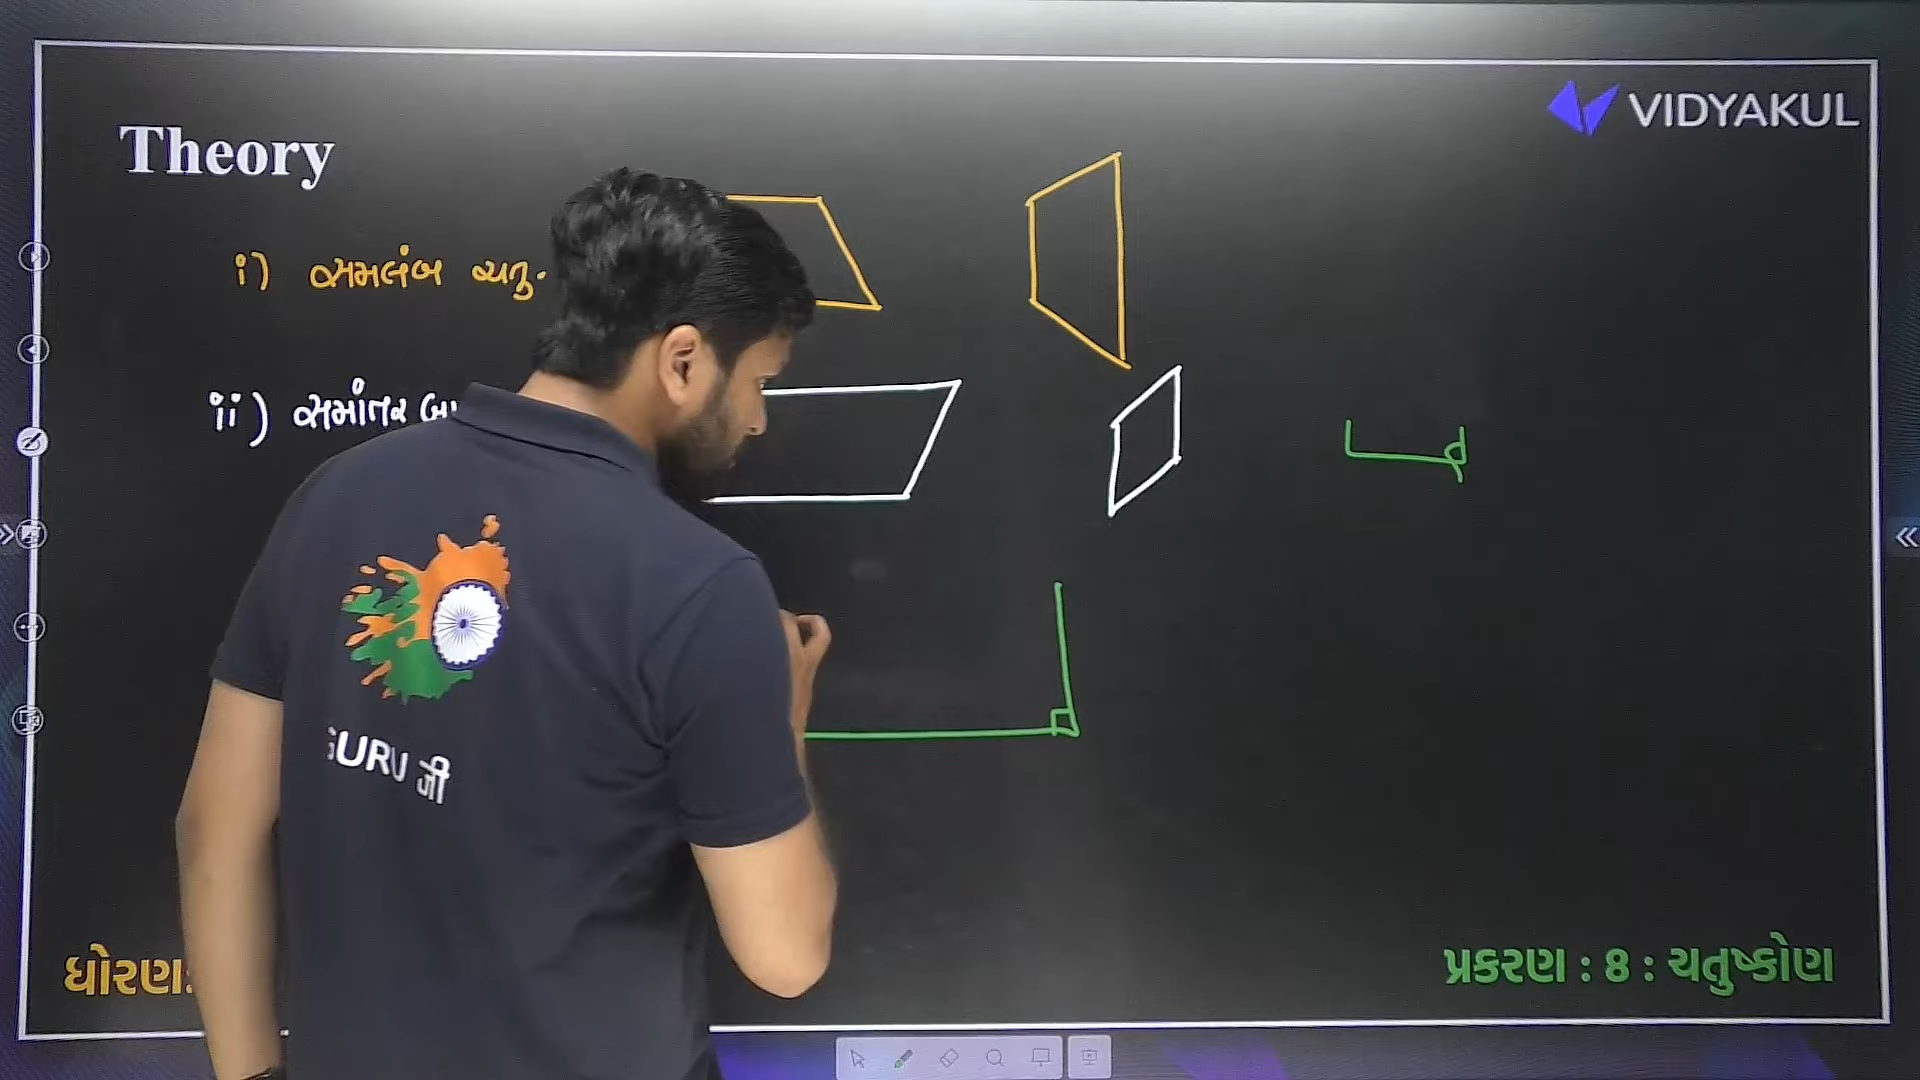 VIDYAKUL
Theory
i) સમલંબ ચતુ.
ii) સમાંતર બા
GURU जी
ધોરણ:
પ્રકરણ : 8 : ચતુષ્કોણ